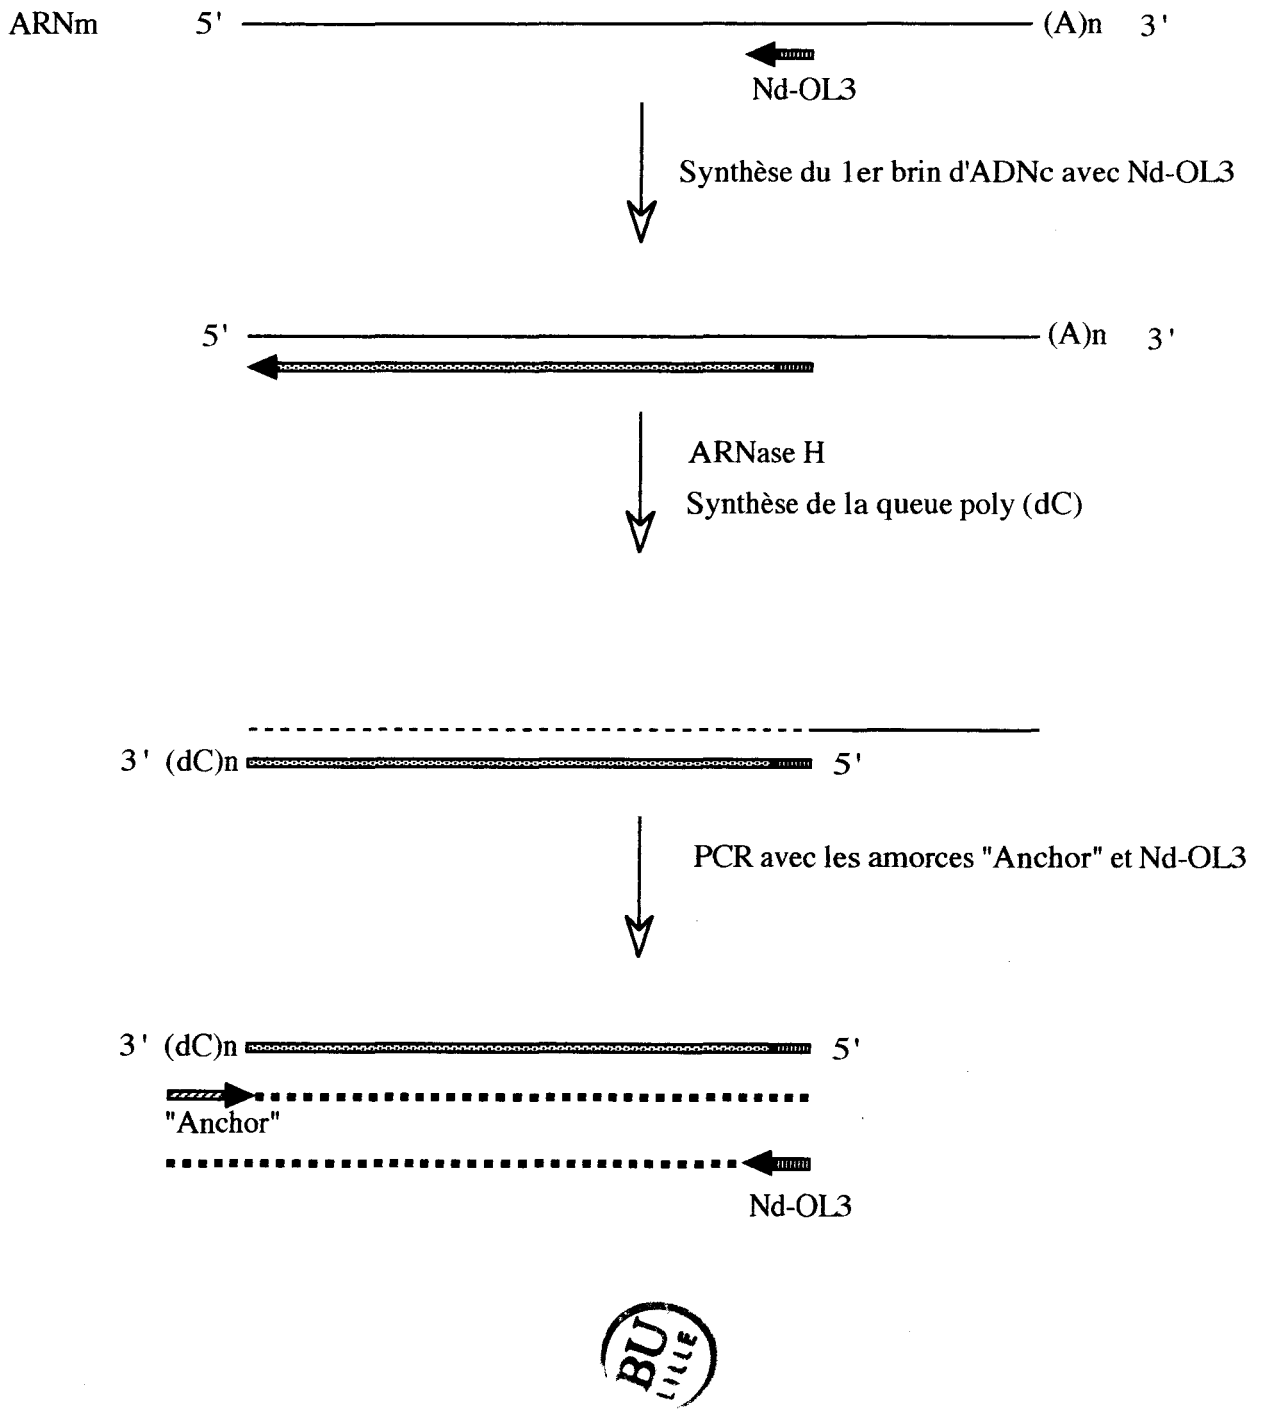 ARNm 5' (A)n 3'
Nd-OL3
Synthèse du 1er brin d'ADNc avec Nd-OL3
5' (A)n 3'
ARNase H
Synthèse de la queue poly (dC)
3' (dC)n 5'
PCR avec les amorces "Anchor" et Nd-OL3
3' (dC)n 5'
"Anchor"
Nd-OL3
BU
LILLE